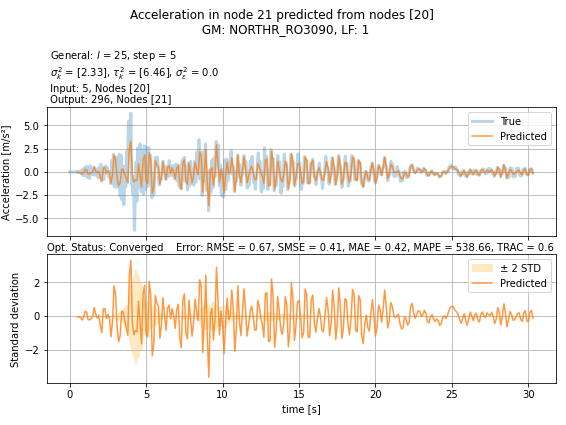 Acceleration in node 21 predicted from nodes [20]
GM: NORTHR_RO3090, LF: 1
General: l = 25, step = 5
σ²ₖ = [2.33], τ²ₖ = [6.46], σ²ε = 0.0
Input: 5, Nodes [20]
Output: 296, Nodes [21]
Acceleration [m/s²]
5.0
2.5
0.0
−2.5
−5.0
True
Predicted
Opt. Status: Converged Error: RMSE = 0.67, SMSE = 0.41, MAE = 0.42, MAPE = 538.66, TRAC = 0.6
Standard deviation
2
0
−2
± 2 STD
Predicted
0 5 10 15 20 25 30
time [s]